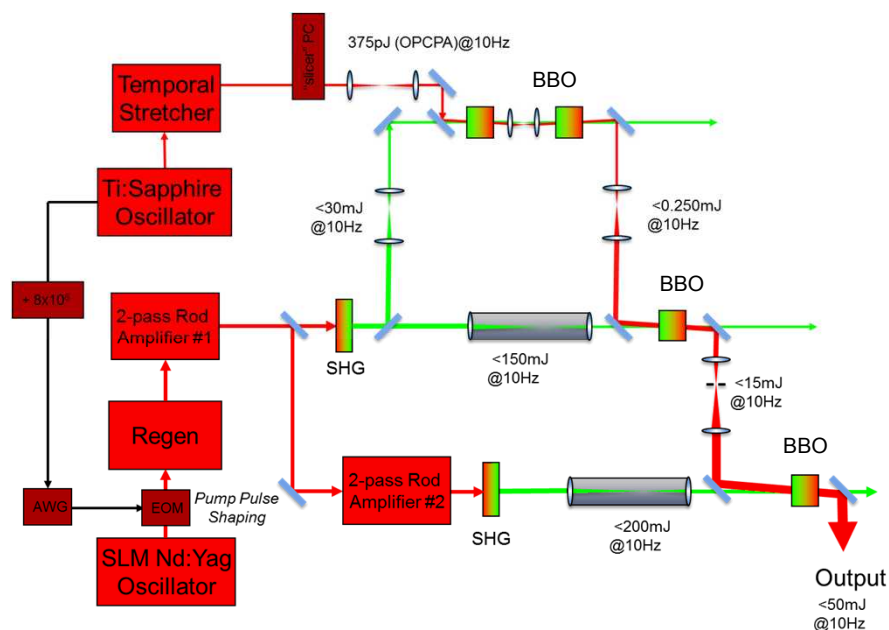 "slicer" PC
375pJ (OPCPA)@10Hz
BBO
Temporal
Stretcher
Ti:Sapphire
Oscillator
<30mJ
@10Hz
<0.250mJ
@10Hz
BBO
2-pass Rod
Amplifier #1
SHG
<150mJ
@10Hz
<15mJ
@10Hz
Regen
BBO
2-pass Rod
Amplifier #2
AWG
EOM
Pump Pulse
Shaping
SHG
<200mJ
@10Hz
SLM Nd:Yag
Oscillator
Output
<50mJ
@10Hz